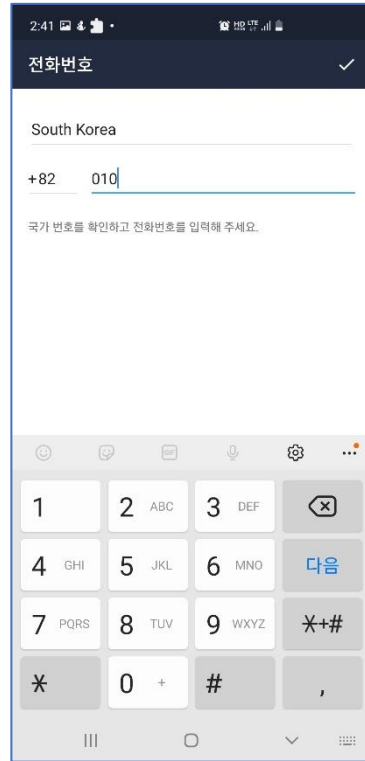 2:41
전화번호
South Korea
+82 010
국가 번호를 확인하고 전화번호를 입력해 주세요.
1 2 ABC 3 DEF
4 GHI 5 JKL 6 MNO 다음
7 PQRS 8 TUV 9 WXYZ *+#
* 0 + # ,